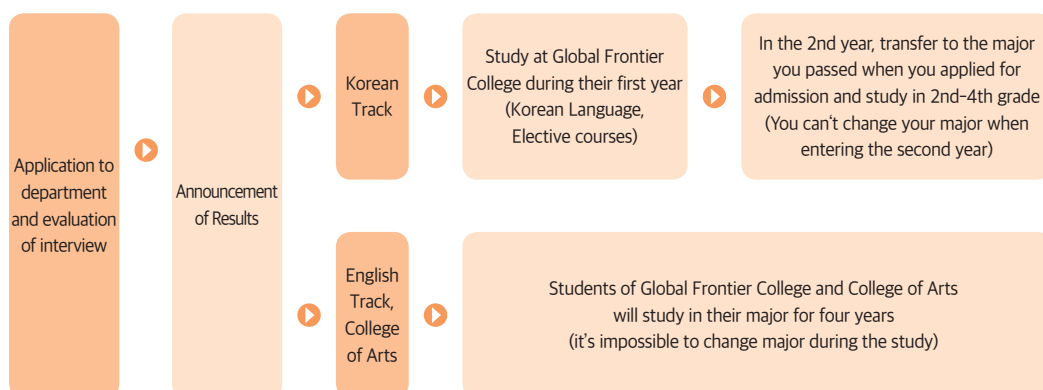 Application to
department
and evaluation
of interview
Announcement
of Results
Korean
Track
Study at Global Frontier
College during their first year
(Korean Language,
Elective courses)
In the 2nd year, transfer to the major
you passed when you applied for
admission and study in 2nd-4th grade
(You can't change your major when
entering the second year)
English
Track,
College
of Arts
Students of Global Frontier College and College of Arts
will study in their major for four years
(it's impossible to change major during the study)